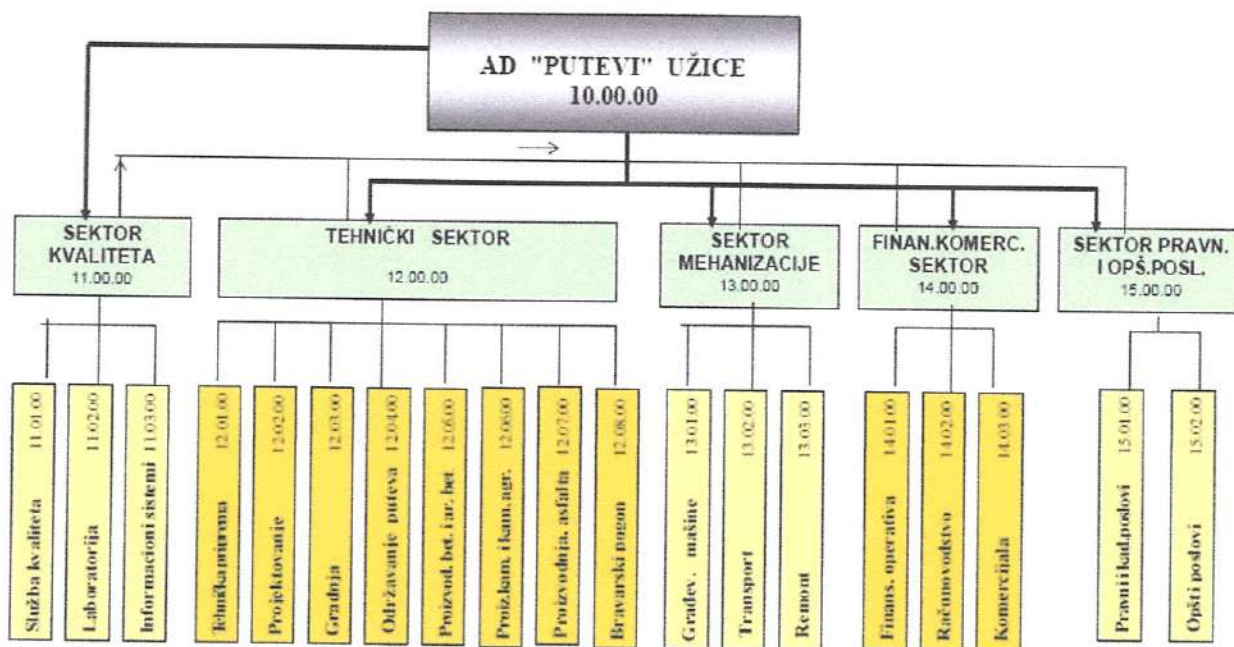 AD "PUTEVI" UŽICE
10.00.00
SEKTOR
KVALITETA
11.00.00
TEHNIČKI SEKTOR
12.00.00
SEKTOR
MEHANIZACIJE
13.00.00
FINAN.KOMERC.
SEKTOR
14.00.00
SEKTOR PRAVN.
I OPŠ.POSL.
15.00.00
Služba kvaliteta 11.01.00
Laboratorija 11.02.00
Informacioni sistemi 11.03.00
Tehnička priprema 12.01.00
Projektovanje 12.02.00
Gradnja 12.03.00
Održavanje puteva 12.04.00
Proizvod. bet. i ar. bet.
Proiz.kam. i kam. agr. 12.06.00
Proizvodnja. asfalta 12.07.00
Bravarski pogon 12.08.00
Građev. mašine 13.01.00
Transport 13.02.00
Remont 13.03.00
Finans. operativa 14.01.00
Računovodstvo 14.02.00
Komercijala 14.03.00
Pravni i kad.poslovi 15.01.00
Opšti poslovi 15.02.00